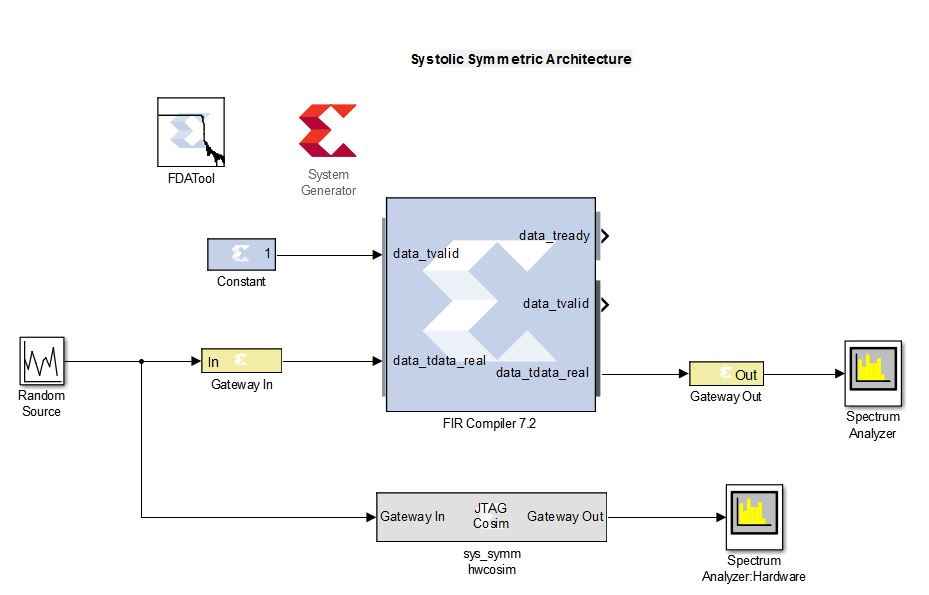 Systolic Symmetric Architecture
FDATool
System
Generator
data_tready
data_tvalid
1
Constant
data_tvalid
In
Gateway In
data_tdata_real
data_tdata_real
Out
Gateway Out
FIR Compiler 7.2
Random
Source
Spectrum
Analyzer
Gateway In
JTAG
Cosim
Gateway Out
sys_symm
hwcosim
Spectrum
Analyzer:Hardware